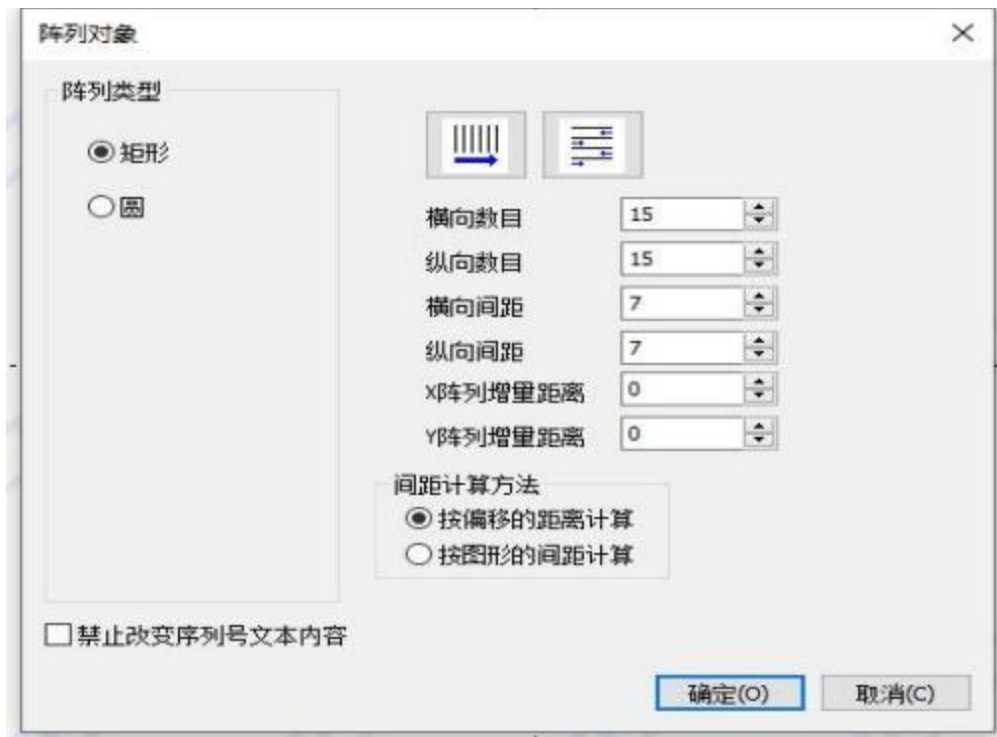 阵列对象
阵列类型
矩形
圆
横向数目 15
纵向数目 15
横向间距 7
纵向间距 7
X阵列增量距离 0
Y阵列增量距离 0
间距计算方法
按偏移的距离计算
按图形的间距计算
禁止改变序列号文本内容
确定(O) 取消(C)